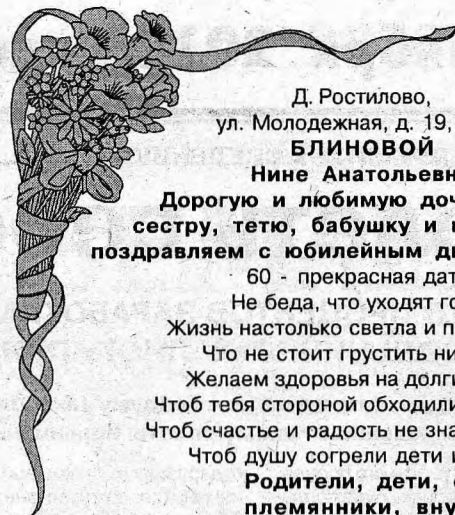 Д. Ростилово,
ул. Молодежная, д. 19,
БЛИНОВОЙ
Нине Анатольевн
Дорогую и любимую доч
сестру, тетю, бабушку и
поздравляем с юбилейным д
60 - прекрасная дат
Не беда, что уходят го
Жизнь настолько светла и п
Что не стоит грустить ни
Желаем здоровья на долги
Чтоб тебя стороной обходили
Чтоб счастье и радость не зна
Чтоб душу согрели дети и
Родители, дети,
племянники, вну